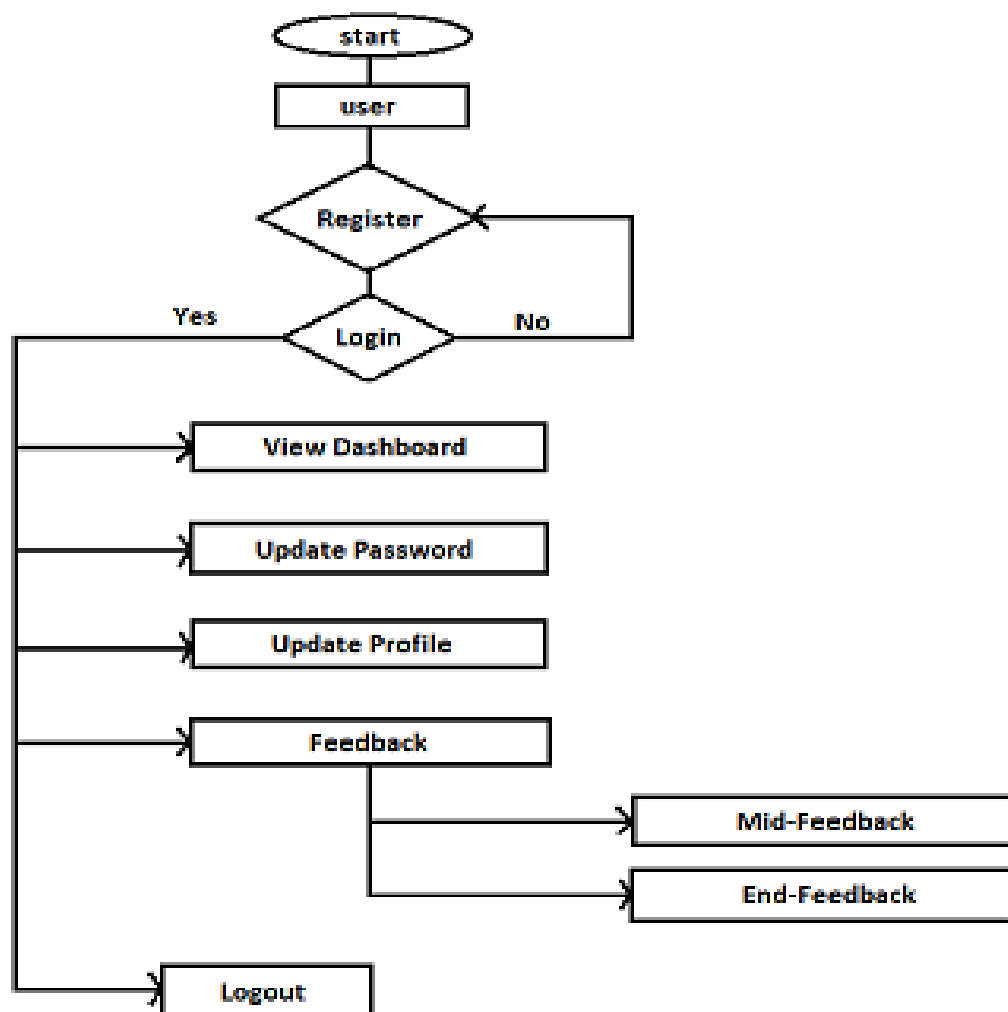 start
user
Register
Yes
No
Login
View Dashboard
Update Password
Update Profile
Feedback
Mid-Feedback
End-Feedback
Logout